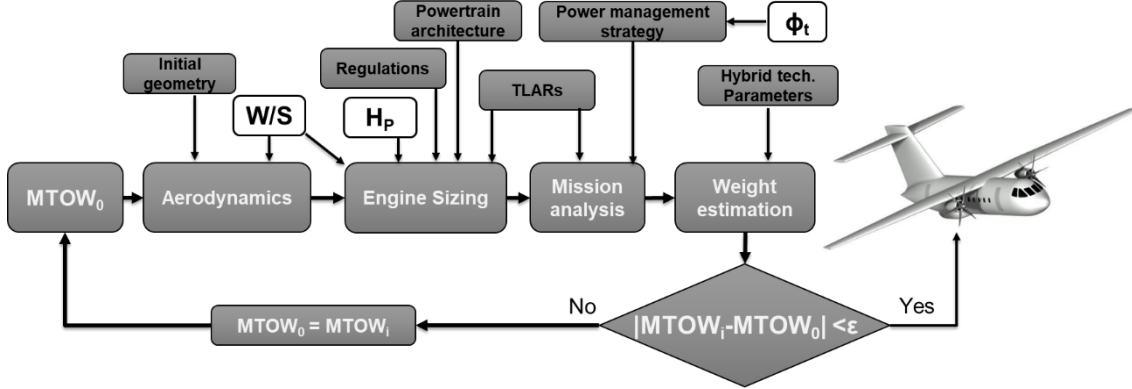 Powertrain
architecture
Power management
strategy
ϕt
Initial
geometry
Regulations
TLARs
Hybrid tech.
Parameters
W/S
HP
MTOW0
Aerodynamics
Engine Sizing
Mission
analysis
Weight
estimation
No
Yes
MTOW0 = MTOWi
|MTOWi-MTOW0| <ε